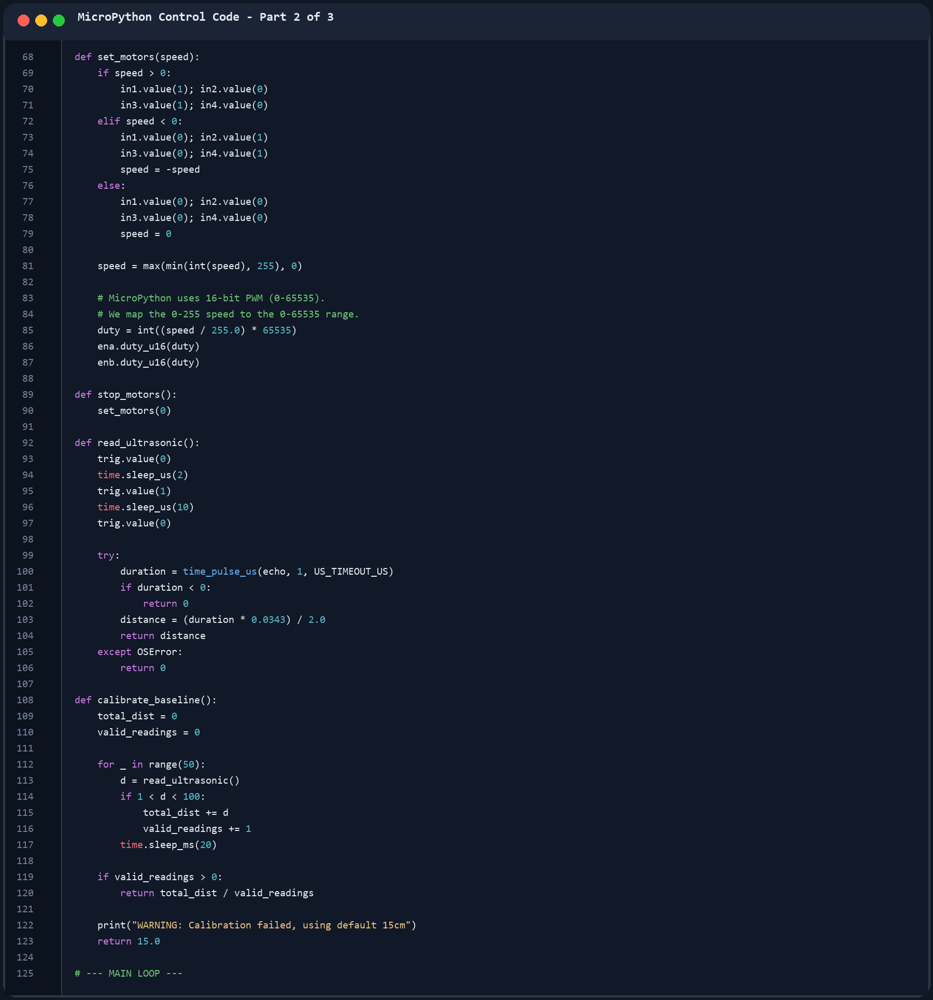 MicroPython Control Code - Part 2 of 3
68 def set_motors(speed):
69     if speed > 0:
70         in1.value(1); in2.value(0)
71         in3.value(1); in4.value(0)
72     elif speed < 0:
73         in1.value(0); in2.value(1)
74         in3.value(0); in4.value(1)
75         speed = -speed
76     else:
77         in1.value(0); in2.value(0)
78         in3.value(0); in4.value(0)
79         speed = 0
80
81     speed = max(min(int(speed), 255), 0)
82
83     # MicroPython uses 16-bit PWM (0-65535).
84     # We map the 0-255 speed to the 0-65535 range.
85     duty = int((speed / 255.0) * 65535)
86     ena.duty_u16(duty)
87     enb.duty_u16(duty)
88
89 def stop_motors():
90     set_motors(0)
91
92 def read_ultrasonic():
93     trig.value(0)
94     time.sleep_us(2)
95     trig.value(1)
96     time.sleep_us(10)
97     trig.value(0)
98
99     try:
100         duration = time_pulse_us(echo, 1, US_TIMEOUT_US)
101         if duration < 0:
102             return 0
103         distance = (duration * 0.0343) / 2.0
104         return distance
105     except OSError:
106         return 0
107
108 def calibrate_baseline():
109     total_dist = 0
110     valid_readings = 0
111
112     for _ in range(50):
113         d = read_ultrasonic()
114         if 1 < d < 100:
115             total_dist += d
116             valid_readings += 1
117         time.sleep_ms(20)
118
119     if valid_readings > 0:
120         return total_dist / valid_readings
121
122     print("WARNING: Calibration failed, using default 15cm")
123     return 15.0
124
125 # --- MAIN LOOP ---